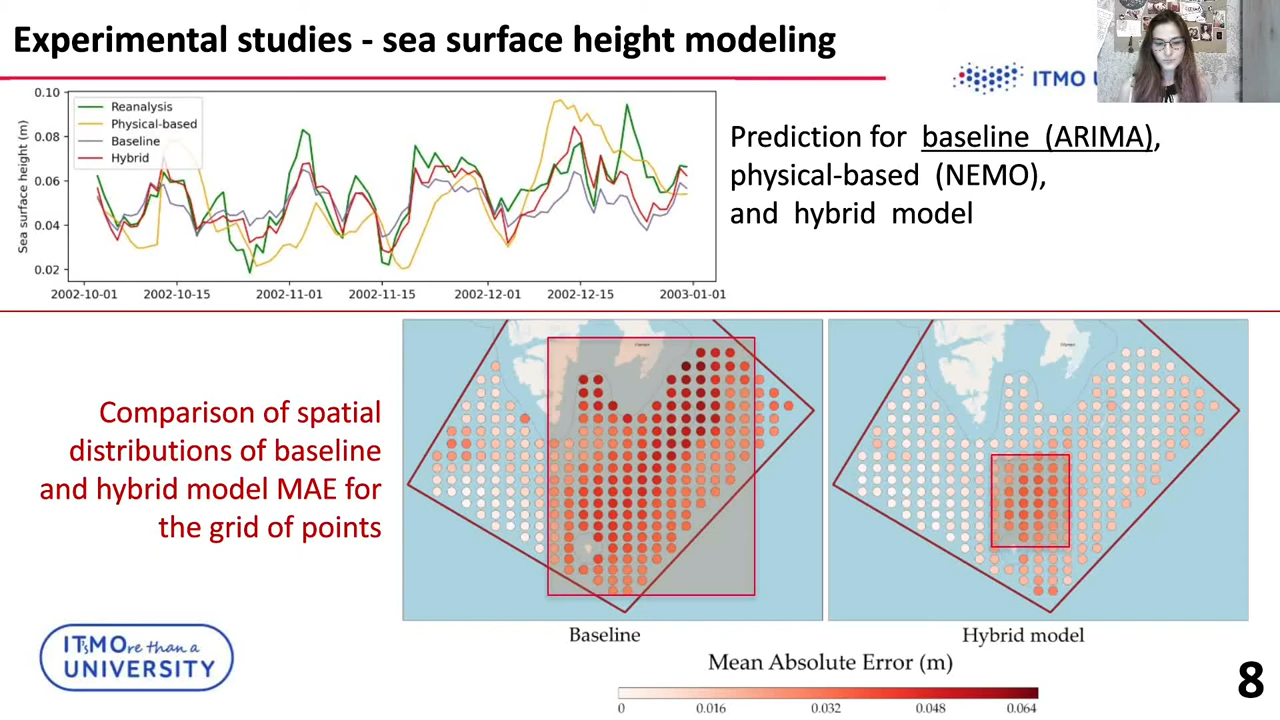 Experimental studies - sea surface height modeling
ITMO U
0.10
0.08
0.06
0.04
0.02
Sea surface height (m)
Reanalysis
Physical-based
Baseline
Hybrid
2002-10-01 2002-10-15 2002-11-01 2002-11-15 2002-12-01 2002-12-15 2003-01-01
Prediction for baseline (ARIMA),
physical-based (NEMO),
and hybrid model
Comparison of spatial
distributions of baseline
and hybrid model MAE for
the grid of points
Baseline
Hybrid model
Mean Absolute Error (m)
0 0.016 0.032 0.048 0.064
IT'sMOre than a
UNIVERSITY
8